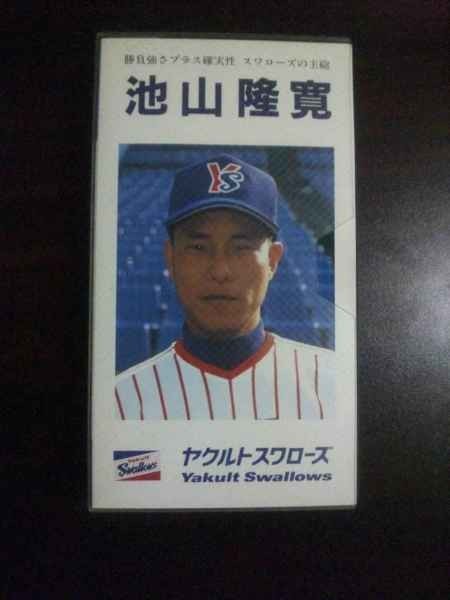 勝負強さプラス確実性 スワローズの主砲
池山隆寛
YS
YAKULT
Swallows
ヤクルトスワローズ
Yakult Swallows